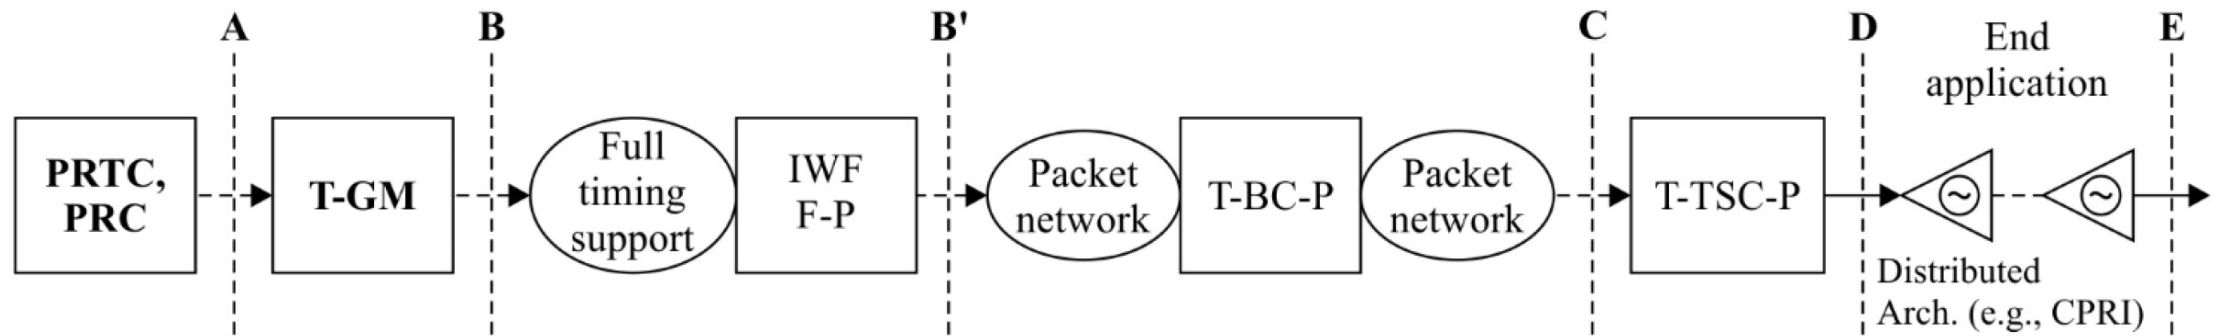 A
B
B'
C
D
End
application
E
PRTC,
PRC
T-GM
Full
timing
support
IWF
F-P
Packet
network
T-BC-P
Packet
network
T-TSC-P
Distributed
Arch. (e.g., CPRI)